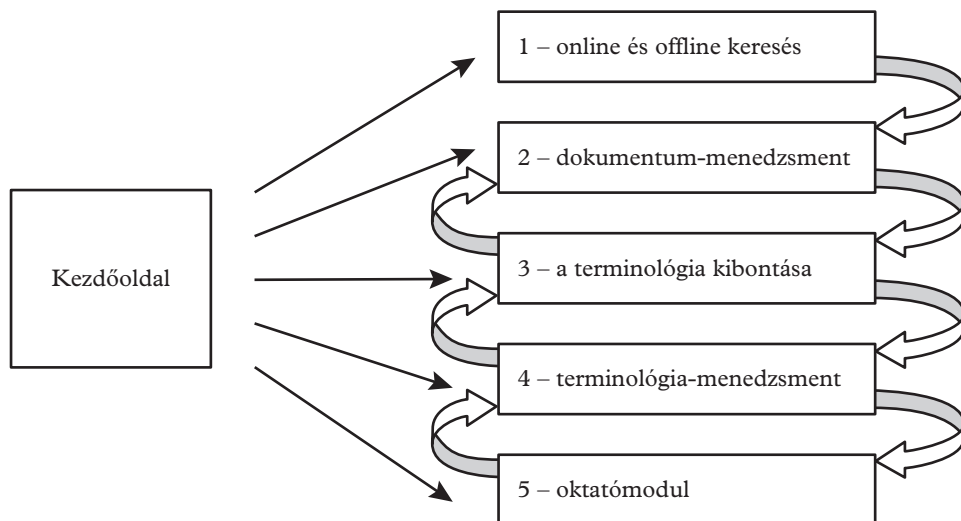 Kezdőoldal
1 – online és offline keresés
2 – dokumentum-menedzsment
3 – a terminológia kibontása
4 – terminológia-menedzsment
5 – oktatómodul